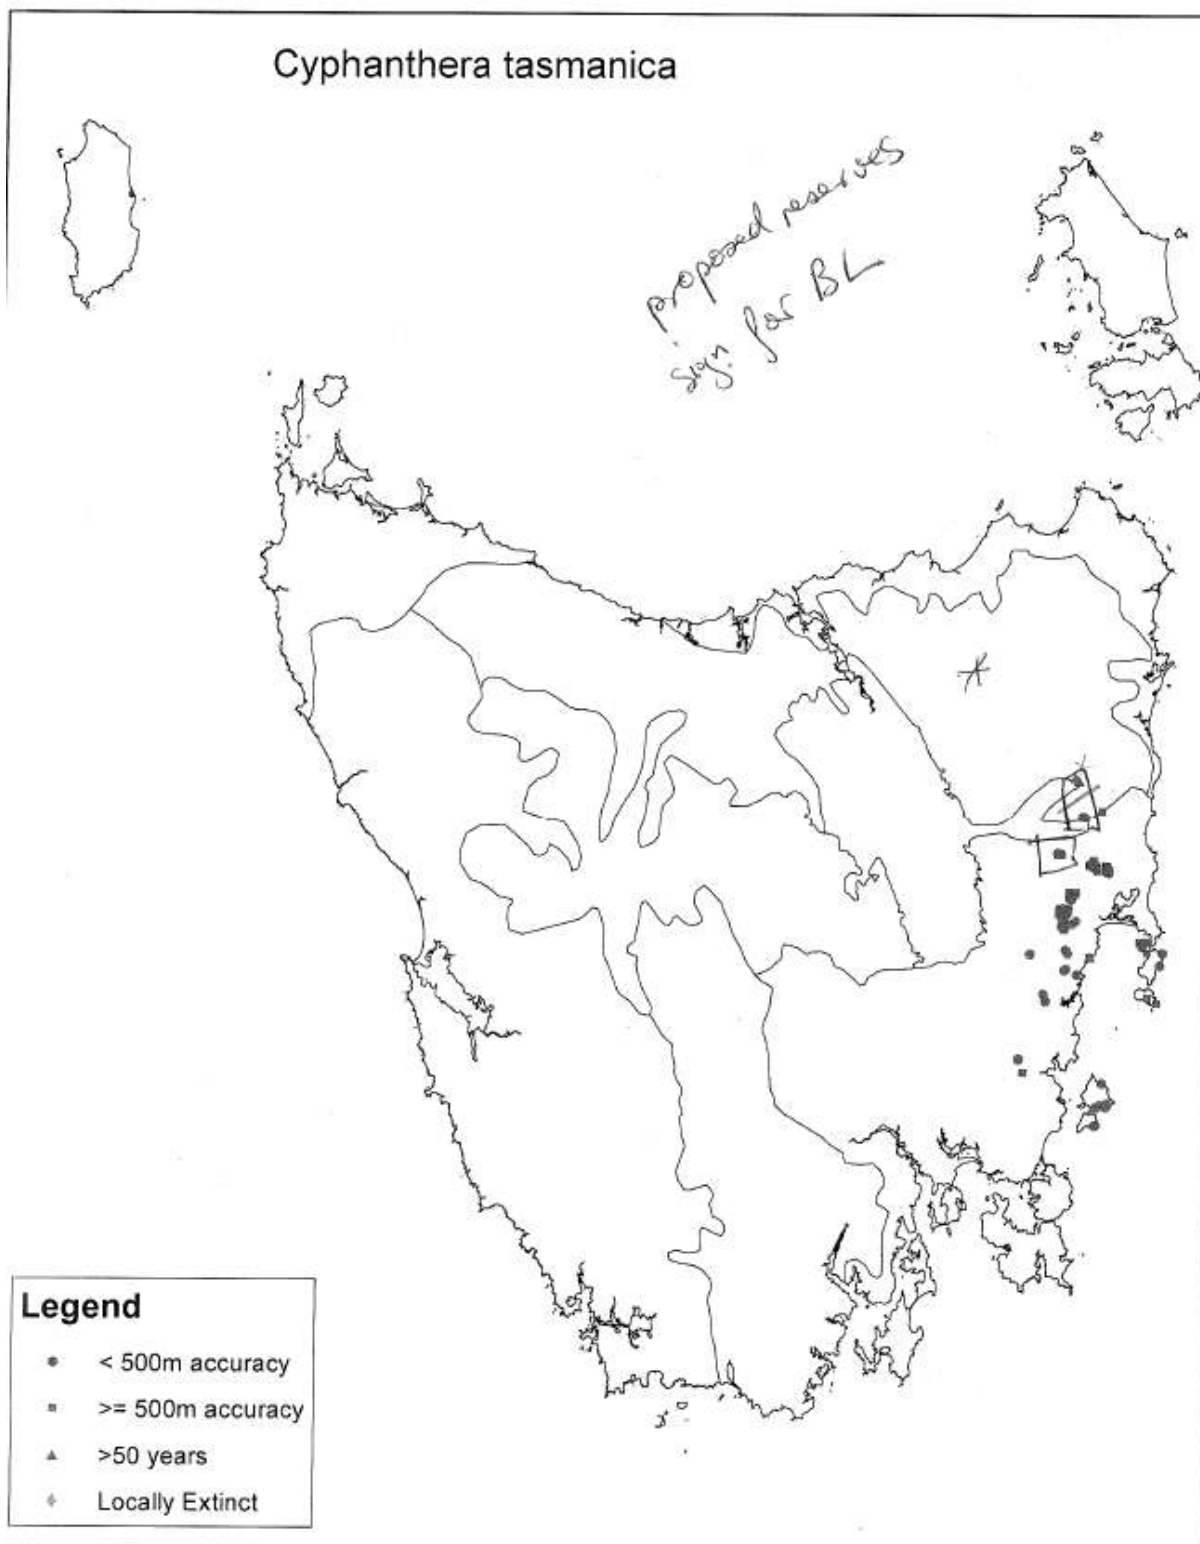 Cyphanthera tasmanica
proposed reserves
sign for BL
Legend
< 500m accuracy
>= 500m accuracy
>50 years
Locally Extinct